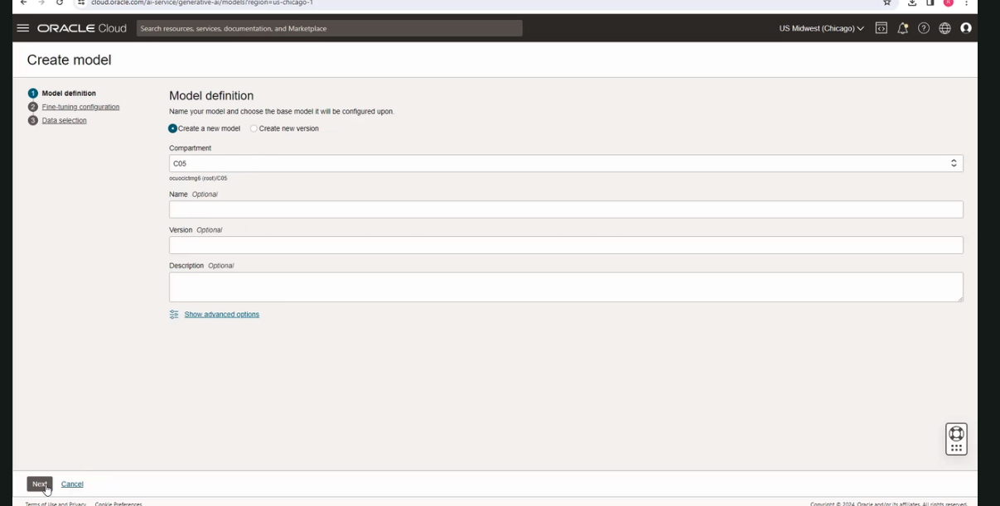 cloud.oracle.com/ai-service/generative-ai/models?region=us-chicago-1
ORACLE Cloud
Search resources, services, documentation, and Marketplace
US Midwest (Chicago)
Create model
1 Model definition
2 Fine-tuning configuration
3 Data selection
Model definition
Name your model and choose the base model it will be configured upon.
Create a new model
Create new version
Compartment
C05
ocuocictrng6 (root)/C05
Name Optional
Version Optional
Description Optional
Show advanced options
Next
Cancel
Terms of Use and Privacy
Cookie Preferences
Copyright © 2024, Oracle and/or its affiliates. All rights reserved.